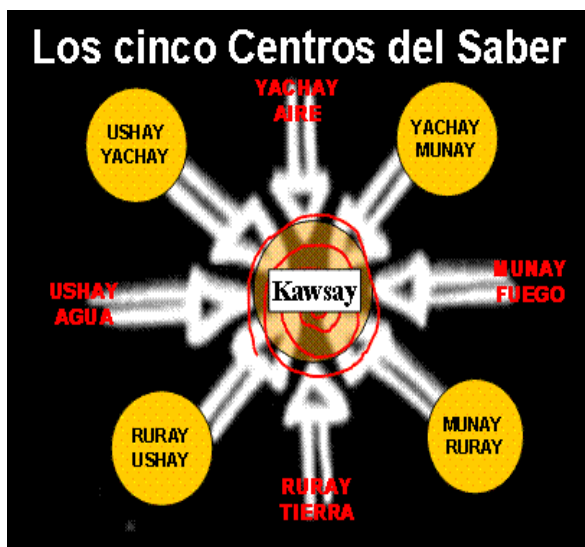 Los cinco Centros del Saber
YACHAY
AIRE
USHAY
YACHAY
YACHAY
MUNAY
USHAY
AGUA
Kawsay
MUNAY
FUEGO
RURAY
USHAY
MUNAY
RURAY
RURAY
TIERRA